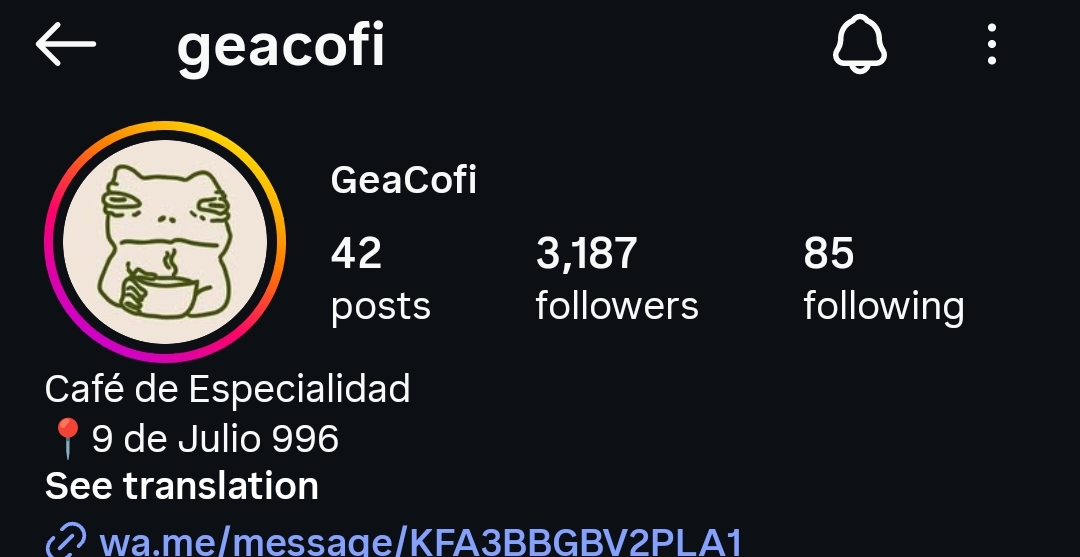 geacofi
GeaCofi
42 3,187 85
posts followers following
Café de Especialidad
📍9 de Julio 996
See translation
wa.me/message/KFA3BBGBV2PLA1